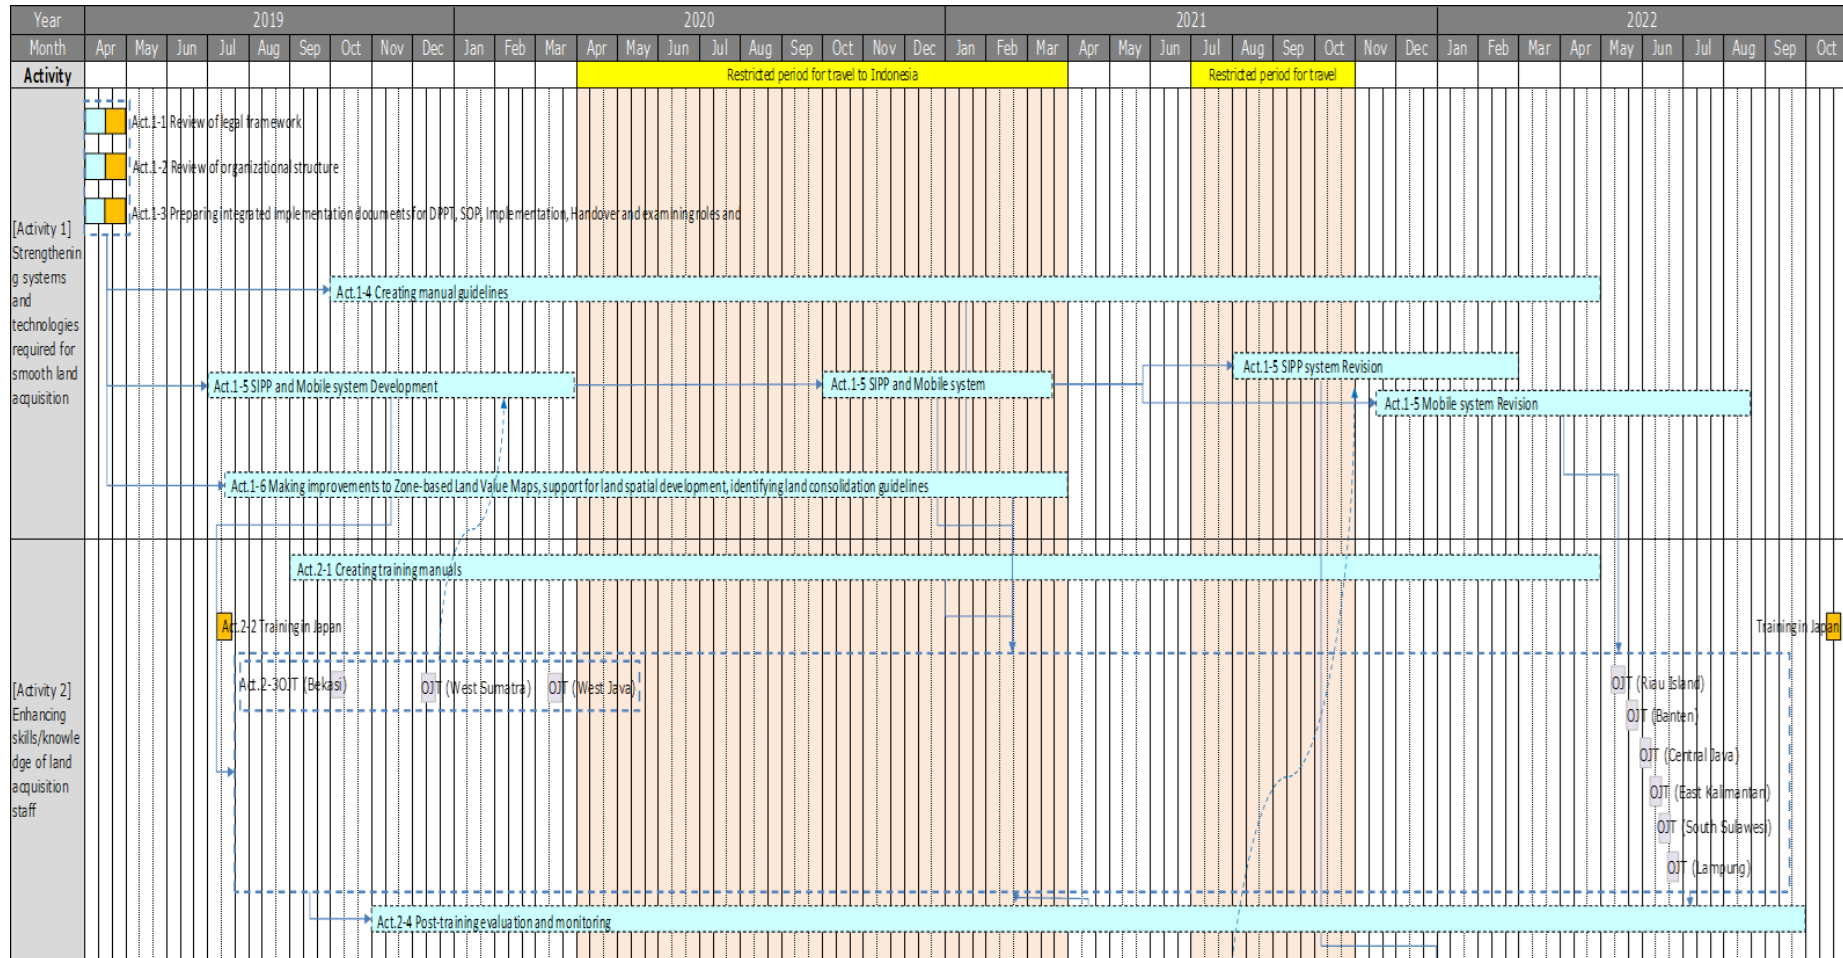 Year 2019 2020 2021 2022
Month Apr May Jun Jul Aug Sep Oct Nov Dec Jan Feb Mar Apr May Jun Jul Aug Sep Oct Nov Dec Jan Feb Mar Apr May Jun Jul Aug Sep Oct Nov Dec Jan Feb Mar Apr May Jun Jul Aug Sep Oct
Activity Restricted period for travel to Indonesia Restricted period for travel
Act.1-1 Review of legal framework
Act.1-2 Review of organizational structure
Act.1-3 Preparing integrated implementation documents for DPPT, SOP, Implementation, Handover and examining roles and
[Activity 1]
Strengthenin
g systems
and
technologies
required for
smooth land
acquisition
Act.1-4 Creating manual guidelines
Act.1-5 SIPP and Mobile system Development
Act.1-5 SIPP and Mobile system
Act.1-5 SIPP system Revision
Act.1-5 Mobile system Revision
Act.1-6 Making improvements to Zone-based Land Value Maps, support for land spatial development, identifying land consolidation guidelines
[Activity 2]
Enhancing
skills/knowle
dge of land
acquisition
staff
Act.2-1 Creating training manuals
Act.2-2 Training in Japan
Training in Japan
Act.2-3OJT (Bekasi)
OJT (West Sumatra)
OJT (West Java)
OJT (Riau Island)
OJT (Banten)
OJT (Central Java)
OJT (East Kalimantan)
OJT (South Sulawesi)
OJT (Lampung)
Act.2-4 Post-training evaluation and monitoring